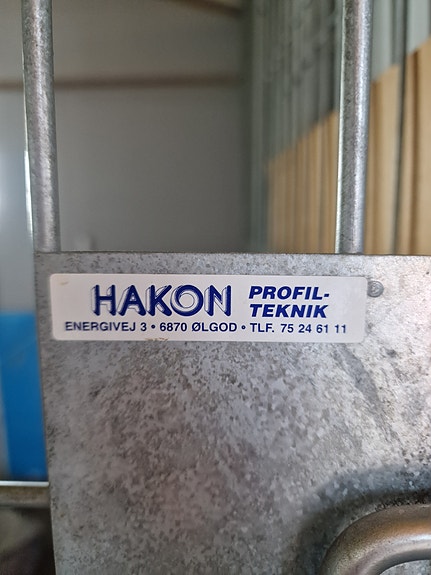 HAKON PROFIL-
TEKNIK
ENERGIVEJ 3 • 6870 ØLGOD • TLF. 75 24 61 11